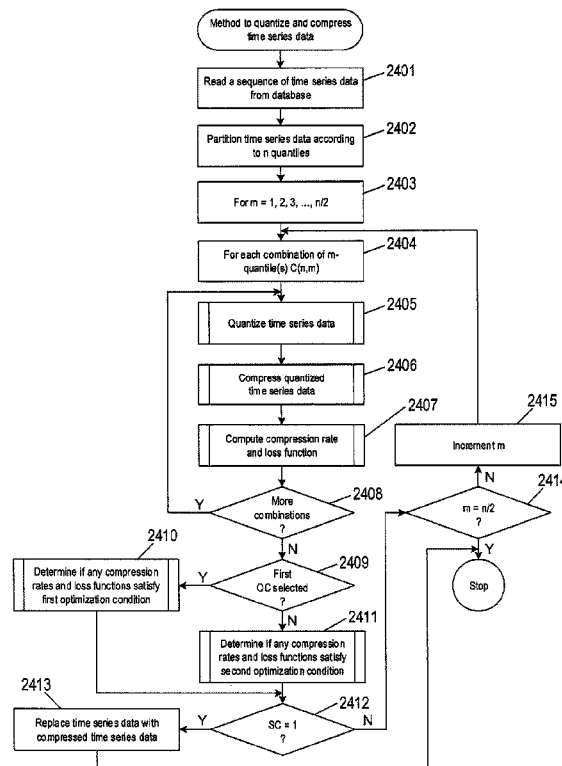 Method to quantize and compress
time series data
2401
Read a sequence of time series data
from database
2402
Partition time series data according
to n quantiles
2403
For m = 1, 2, 3, ..., n/2
2404
For each combination of m-
quantile(s) C(n,m)
2405
Quantize time series data
2406
Compress quantized
time series data
2407
Compute compression rate
and loss function
2415
Increment m
2408
More
combinations
?
Y
N
2414
m = n/2
?
N
Y
Stop
2410
Determine if any compression
rates and loss functions satisfy
first optimization condition
2409
First
OC selected
?
Y
N
2411
Determine if any compression
rates and loss functions satisfy
second optimization condition
2413
Replace time series data with
compressed time series data
2412
SC = 1
?
Y
N